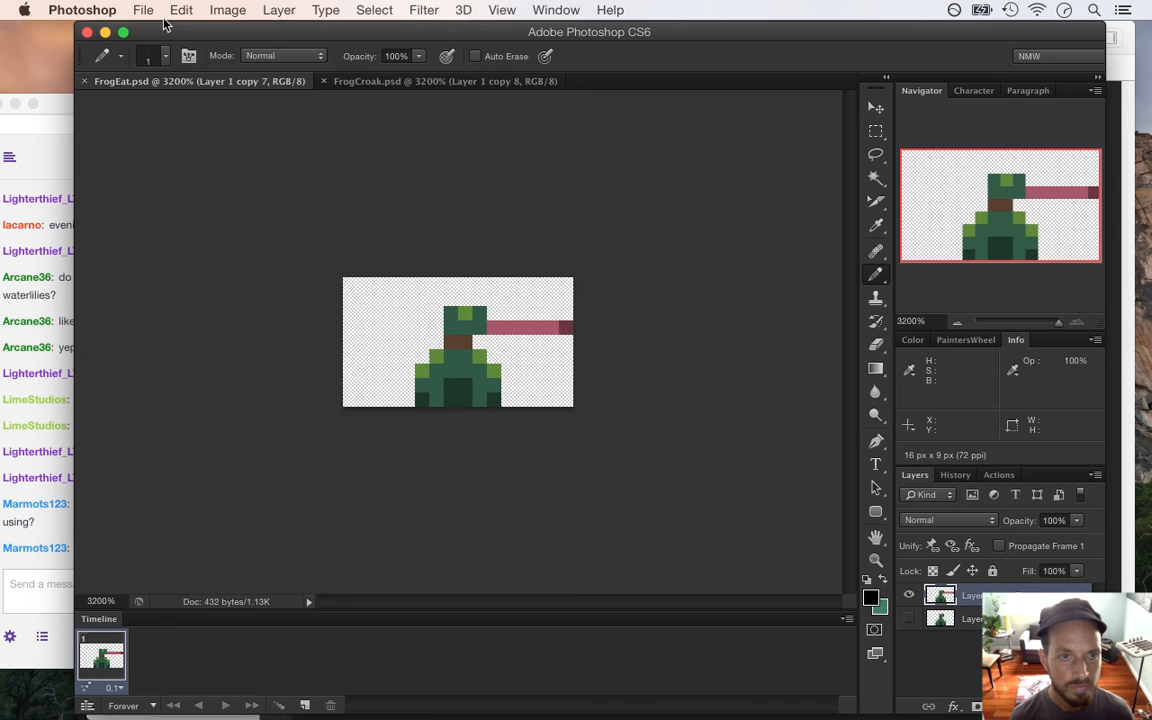 Photoshop File Edit Image Layer Type Select Filter 3D View Window Help
Adobe Photoshop CS6
1 Mode: Normal Opacity: 100% Auto Erase NMW
FrogEat.psd @ 3200% (Layer 1 copy 7, RGB/8) FrogCroak.psd @ 3200% (Layer 1 copy 8, RGB/8)
Navigator Character Paragraph
Lighterthief_L
lacarno: eveni
Lighterthief_L
Arcane36: do
waterlilies?
Arcane36: like
Arcane36: yep
Lighterthief_L
LimeStudios:
LimeStudios:
Lighterthief_L
Lighterthief_L
Marmots123:
using?
Marmots123:
Send a mess
3200%
Color PaintersWheel Info
H: Op: 100%
S:
B:
X: W:
Y: H:
16 px x 9 px (72 ppi)
Layers History Actions
Kind
Normal Opacity: 100%
Unify: Propagate Frame 1
Lock: Fill: 100%
Laye
Laye
3200% Doc: 432 bytes/1.13K
Timeline
1
0.1
Forever
fx